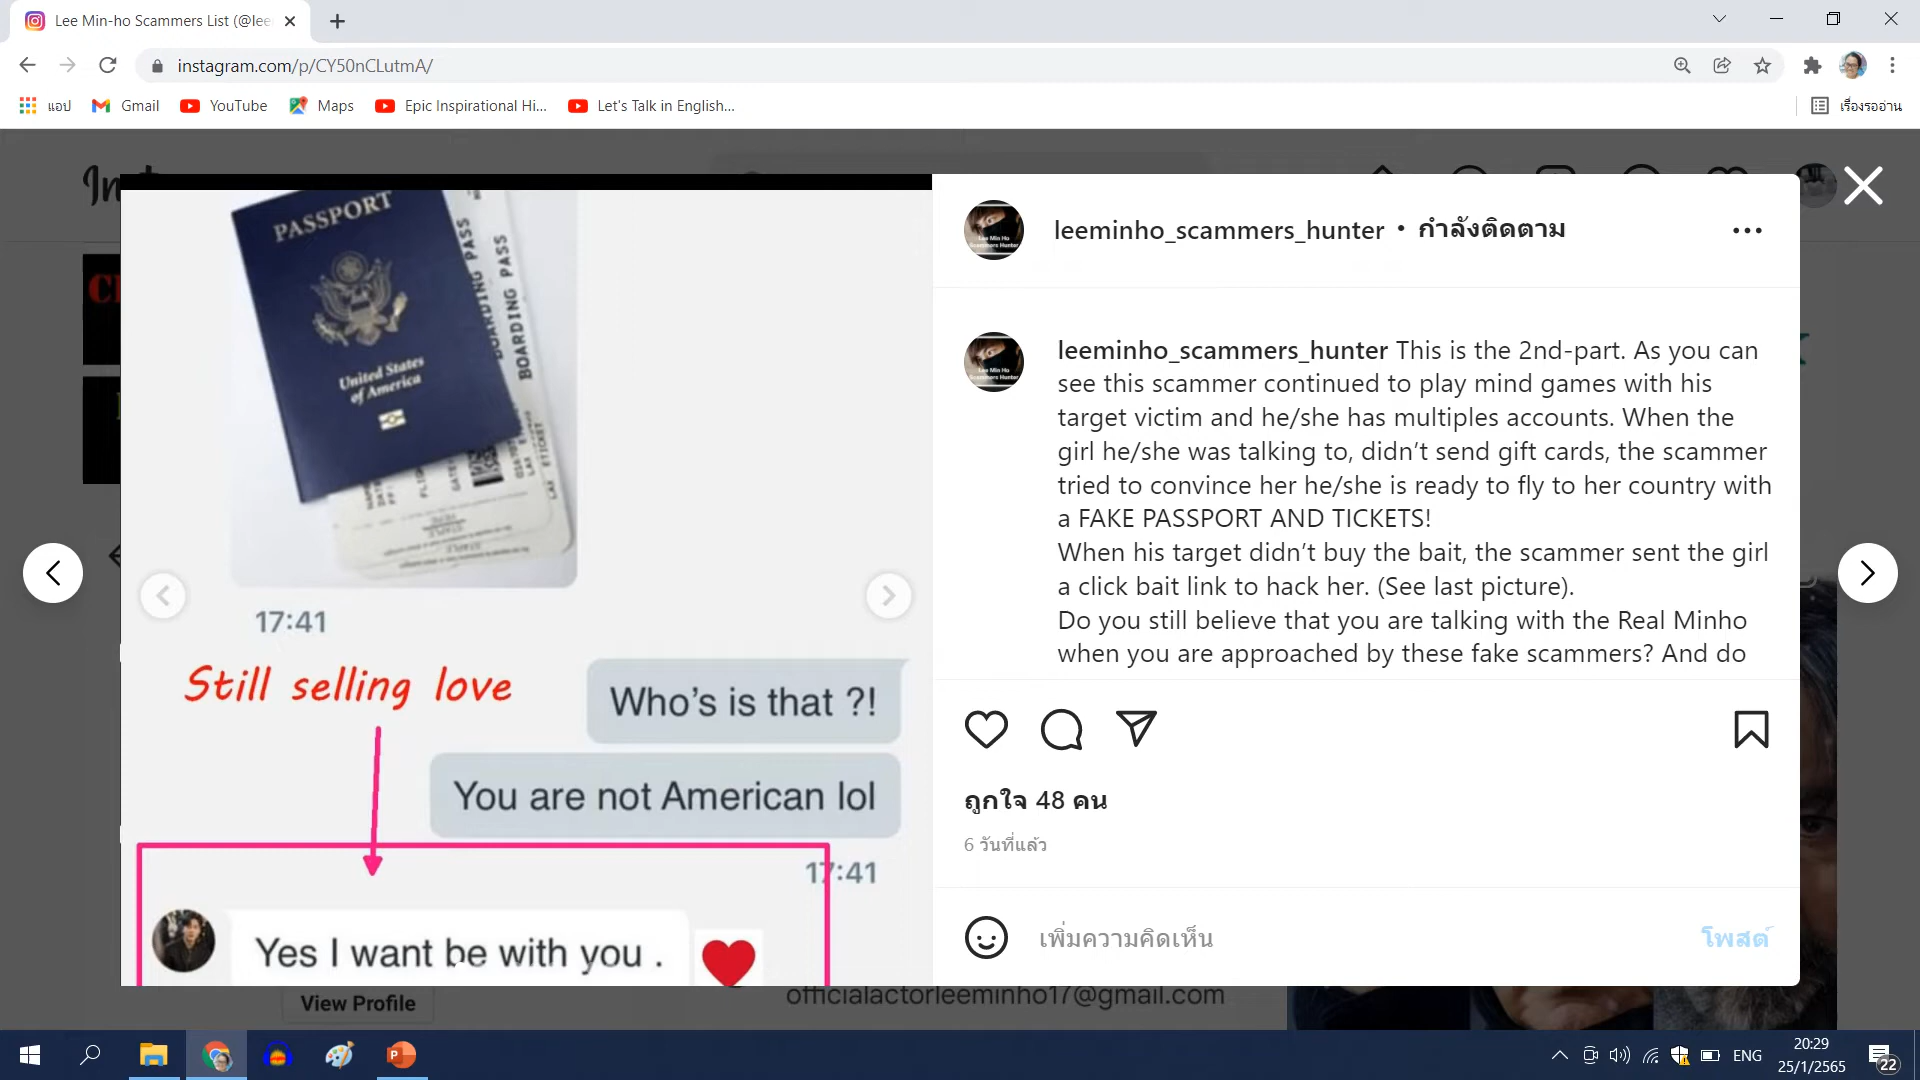 Lee Min-ho Scammers List (@lee
instagram.com/p/CY50nCLutmA/
แอป
Gmail
YouTube
Maps
Epic Inspirational Hi...
Let's Talk in English...
เรื่องรออ่าน
PASSPORT
United States
of America
BOARDING PASS
BOARDING PASS
17:41
Still selling love
Who's is that ?!
You are not American lol
17:41
Yes I want be with you .
leeminho_scammers_hunter • กำลังติดตาม
leeminho_scammers_hunter This is the 2nd-part. As you can
see this scammer continued to play mind games with his
target victim and he/she has multiples accounts. When the
girl he/she was talking to, didn't send gift cards, the scammer
tried to convince her he/she is ready to fly to her country with
a FAKE PASSPORT AND TICKETS!
When his target didn't buy the bait, the scammer sent the girl
a click bait link to hack her. (See last picture).
Do you still believe that you are talking with the Real Minho
when you are approached by these fake scammers? And do
ถูกใจ 48 คน
6 วันที่แล้ว
เพิ่มความคิดเห็น
โพสต์
View Profile
officialactorleeminho17@gmail.com
ENG
20:29
25/1/2565
22